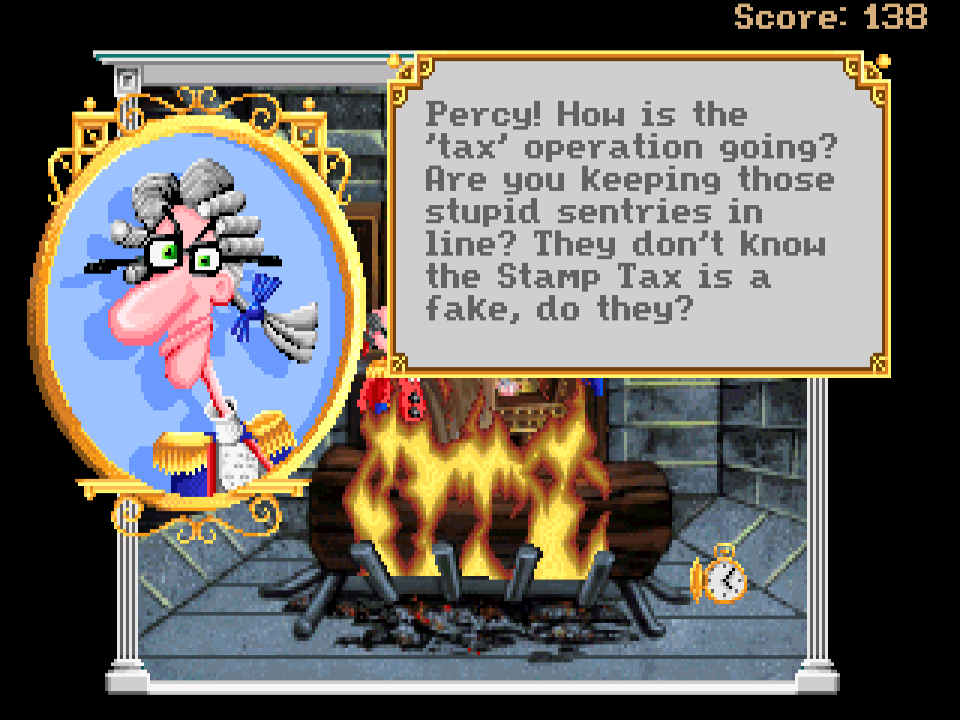 Score: 138
Percy! How is the
'tax' operation going?
Are you keeping those
stupid sentries in
line? They don't know
the Stamp Tax is a
fake, do they?